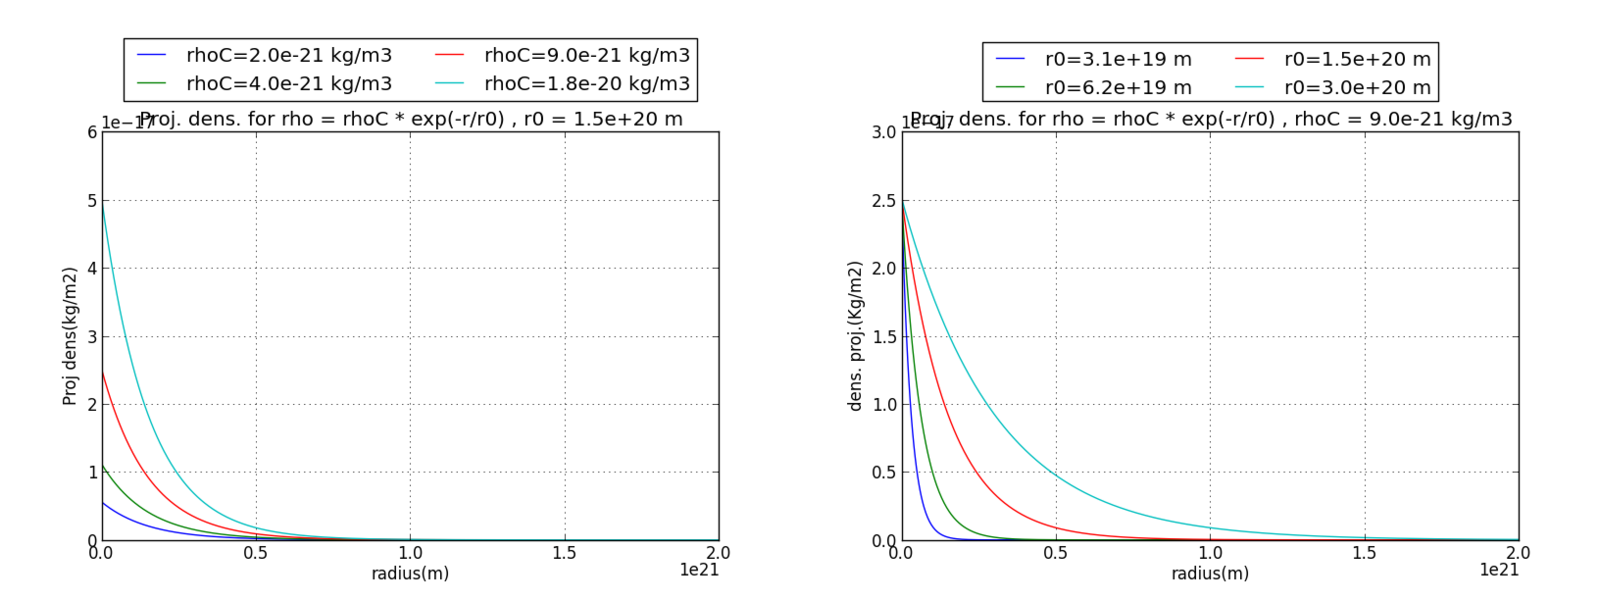 rhoC=2.0e-21 kg/m3 rhoC=9.0e-21 kg/m3
rhoC=4.0e-21 kg/m3 rhoC=1.8e-20 kg/m3
1e−17
Proj. dens. for rho = rhoC * exp(-r/r0) , r0 = 1.5e+20 m
6
5
4
3
2
1
0
Proj dens(kg/m2)
0.0 0.5 1.0 1.5 2.0
1e21
radius(m)
r0=3.1e+19 m r0=1.5e+20 m
r0=6.2e+19 m r0=3.0e+20 m
1e−17
Proj. dens. for rho = rhoC * exp(-r/r0) , rhoC = 9.0e-21 kg/m3
3.0
2.5
2.0
1.5
1.0
0.5
0.0
dens. proj.(Kg/m2)
0.0 0.5 1.0 1.5 2.0
1e21
radius(m)